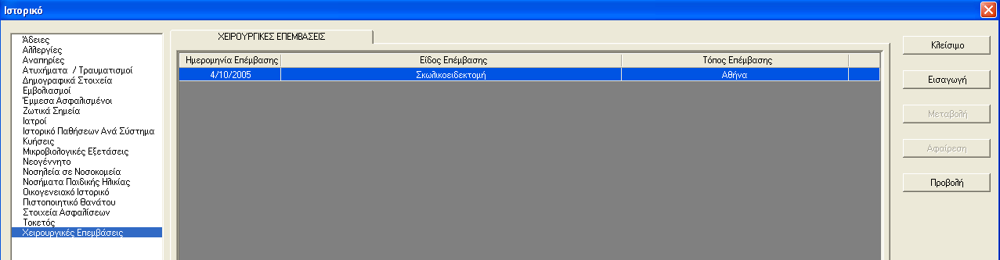 Ιστορικό
Άδειες
Αλλεργίες
Αναπηρίες
Ατυχήματα / Τραυματισμοί
Δημογραφικά Στοιχεία
Εμβολιασμοί
Έμμεσα Ασφαλισμένοι
Ζωτικά Σημεία
Ιατροί
Ιστορικό Παθήσεων Ανά Σύστημα
Κυήσεις
Μικροβιολογικές Εξετάσεις
Νεογέννητο
Νοσηλεία σε Νοσοκομεία
Νοσήματα Παιδικής Ηλικίας
Οικογενειακό Ιστορικό
Πιστοποιητικό Θανάτου
Στοιχεία Ασφαλίσεων
Τοκετός
Χειρουργικές Επεμβάσεις
ΧΕΙΡΟΥΡΓΙΚΕΣ ΕΠΕΜΒΑΣΕΙΣ
Ημερομηνία Επέμβασης Είδος Επέμβασης Τόπος Επέμβασης
4/10/2005 Σκωλικοειδεκτομή Αθήνα
Κλείσιμο
Εισαγωγή
Μεταβολή
Αφαίρεση
Προβολή